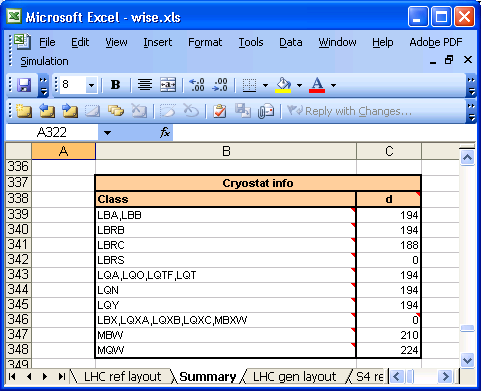 Microsoft Excel - wise.xls
File Edit View Insert Format Tools Data Window Help Adobe PDF
Simulation
8 B
Reply with Changes...
A322 fx
A B C
336
337 Cryostat info
338 Class d
339 LBA,LBB 194
340 LBRB 194
341 LBRC 188
342 LBRS 0
343 LQA,LQO,LQTF,LQT 194
344 LQN 194
345 LQY 194
346 LBX,LQXA,LQXB,LQXC,MBXW 0
347 MBW 210
348 MQW 224
349
LHC ref layout Summary LHC gen layout S4 re